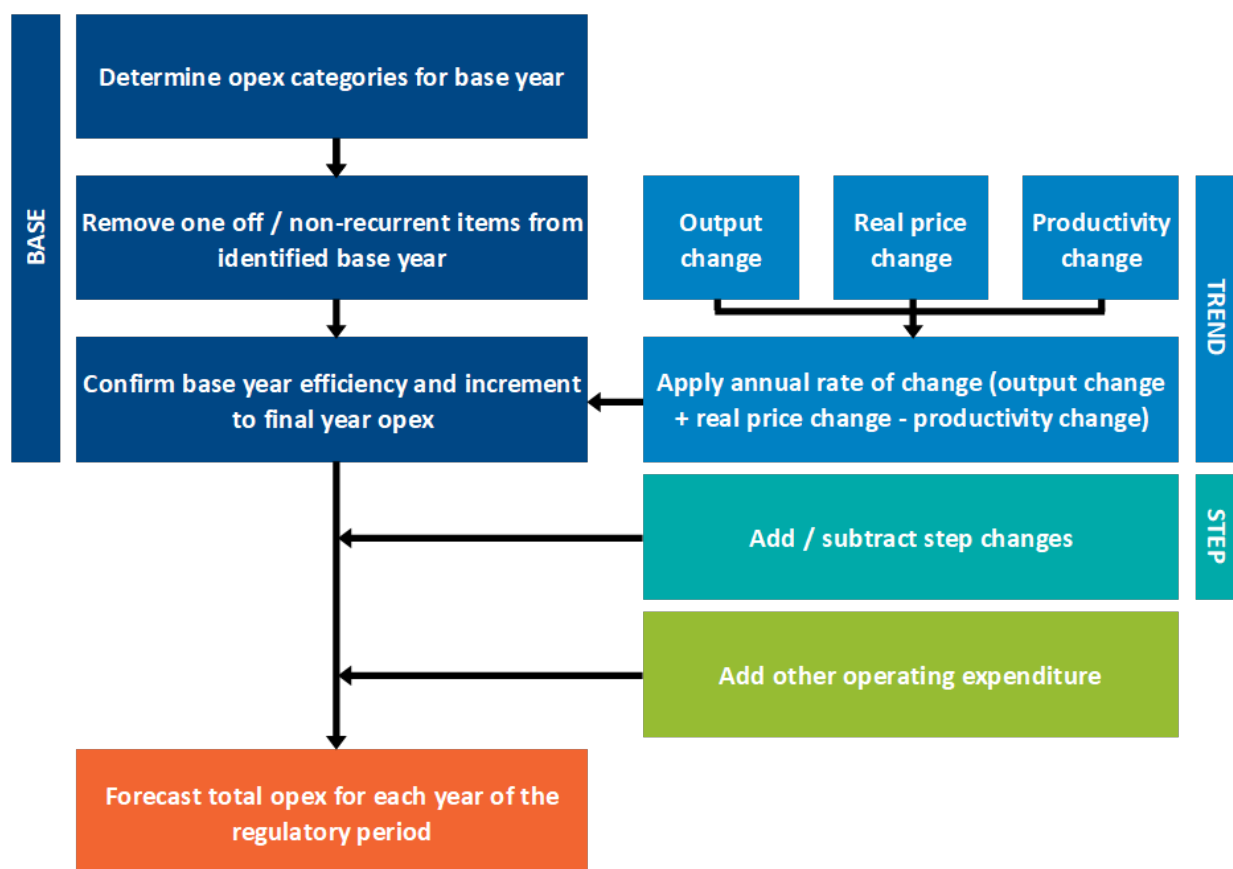 BASE
Determine opex categories for base year
Remove one off / non-recurrent items from
identified base year
Confirm base year efficiency and increment
to final year opex
Output
change
Real price
change
Productivity
change
TREND
Apply annual rate of change (output change
+ real price change - productivity change)
Add / subtract step changes
STEP
Add other operating expenditure
Forecast total opex for each year of the
regulatory period